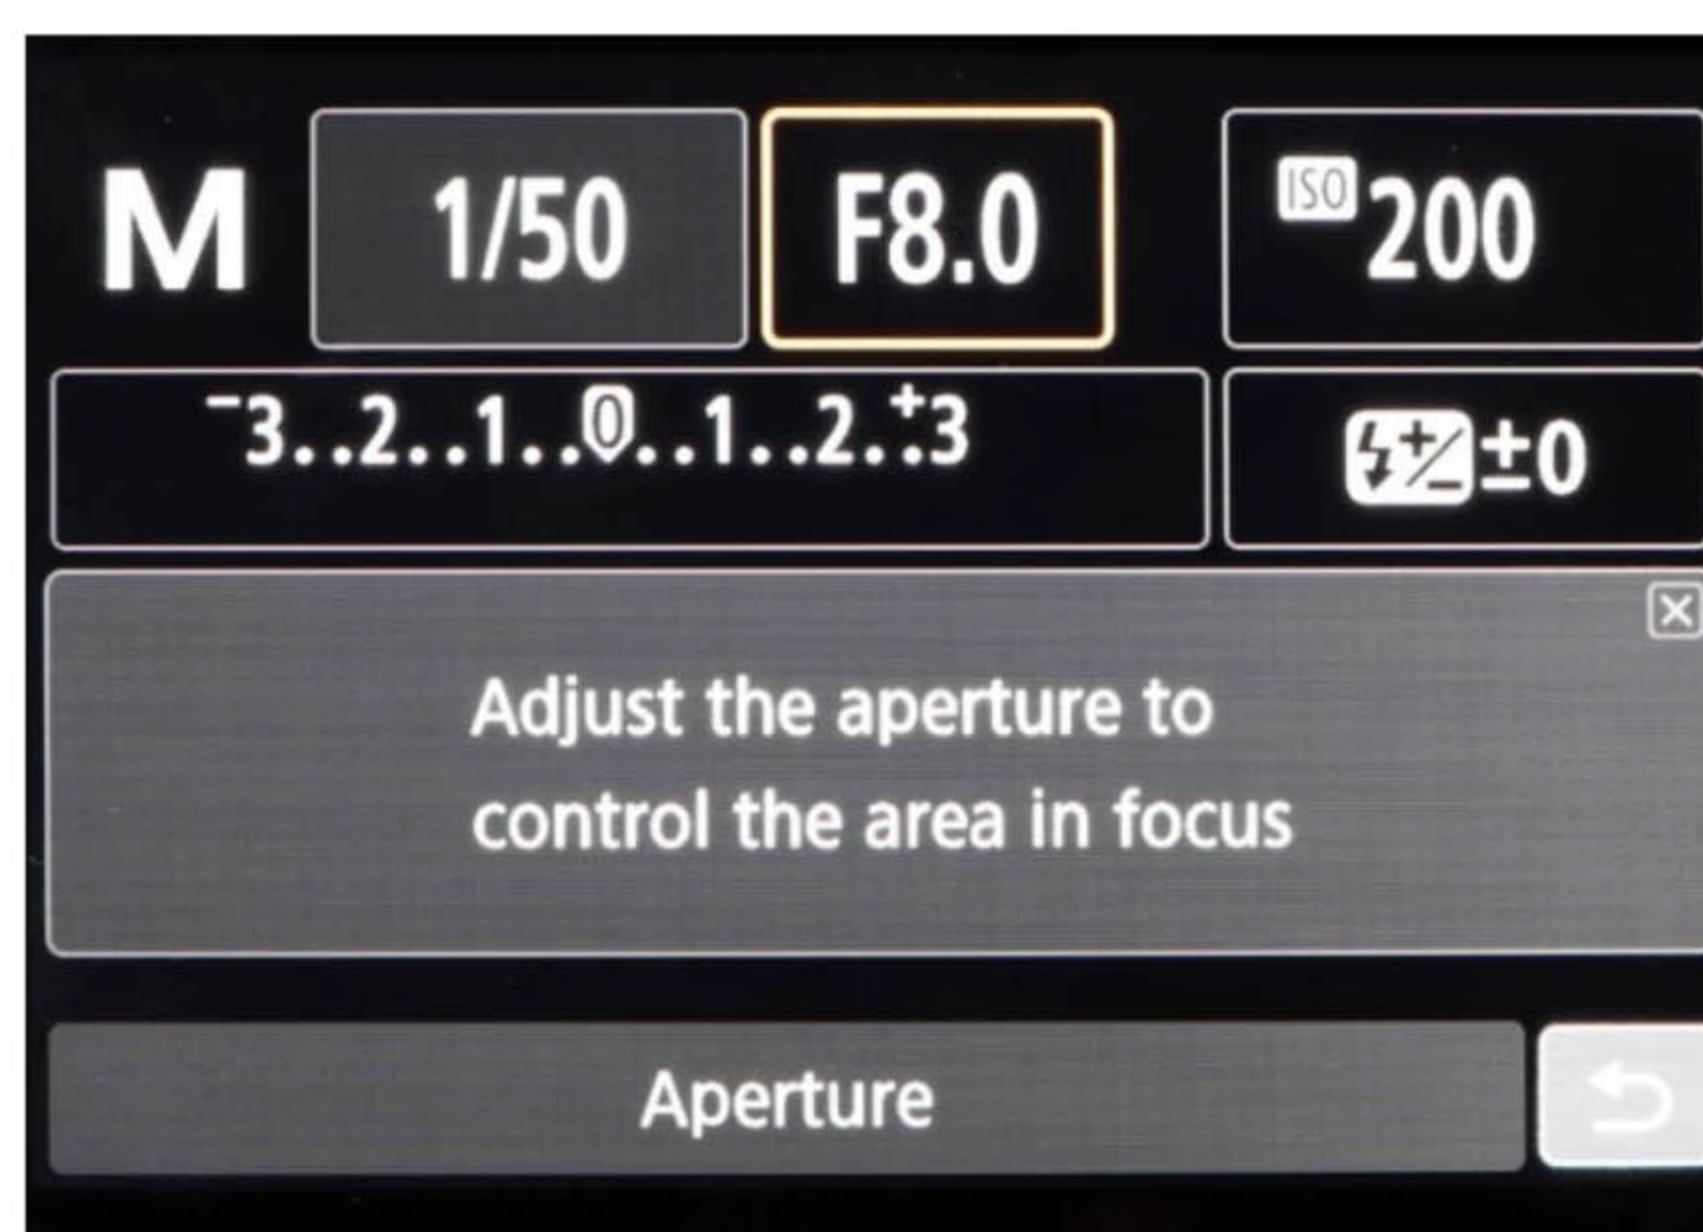 M 1/50 F8.0 ISO 200
-3..2..1..0..1..2..+3 ±0
Adjust the aperture to
control the area in focus
Aperture